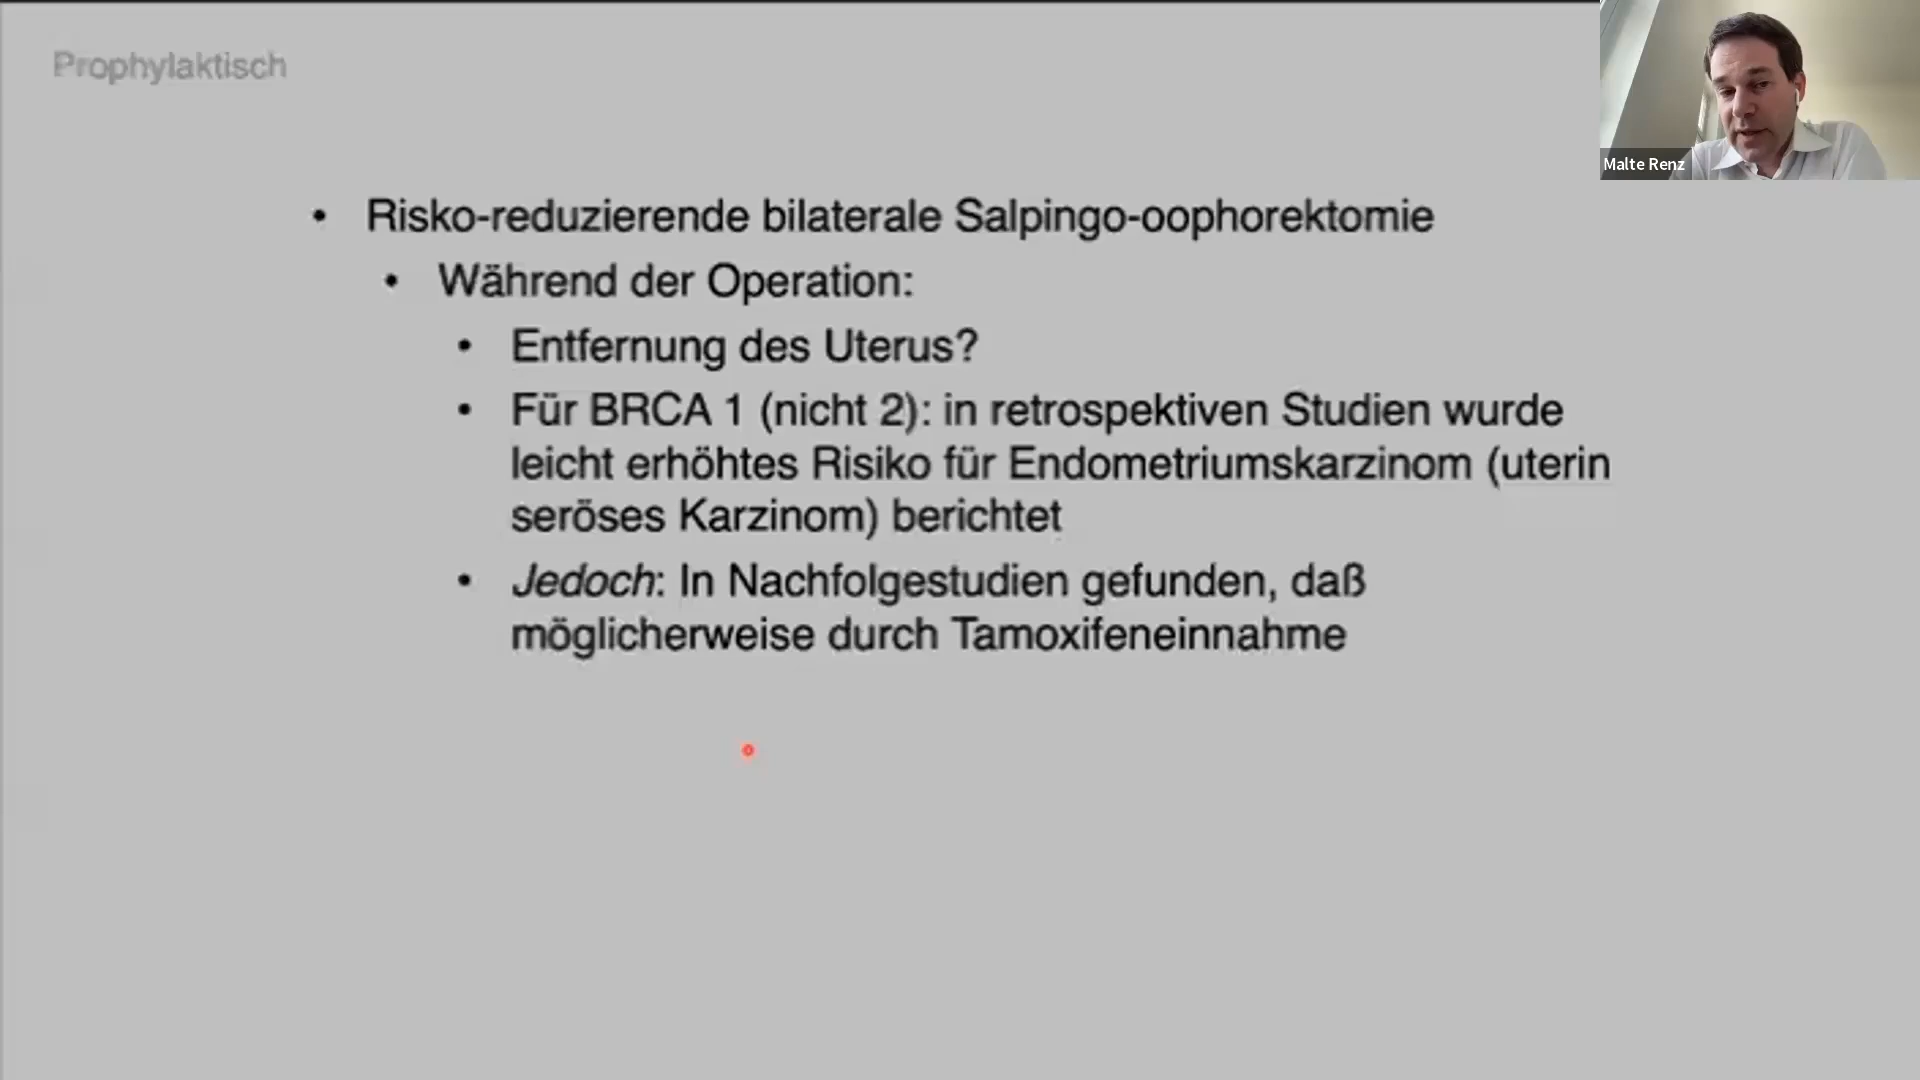 Prophylaktisch
Malte Renz
• Risko-reduzierende bilaterale Salpingo-oophorektomie
• Während der Operation:
• Entfernung des Uterus?
• Für BRCA 1 (nicht 2): in retrospektiven Studien wurde
leicht erhöhtes Risiko für Endometriumskarzinom (uterin
seröses Karzinom) berichtet
• Jedoch: In Nachfolgestudien gefunden, daß
möglicherweise durch Tamoxifeneinnahme